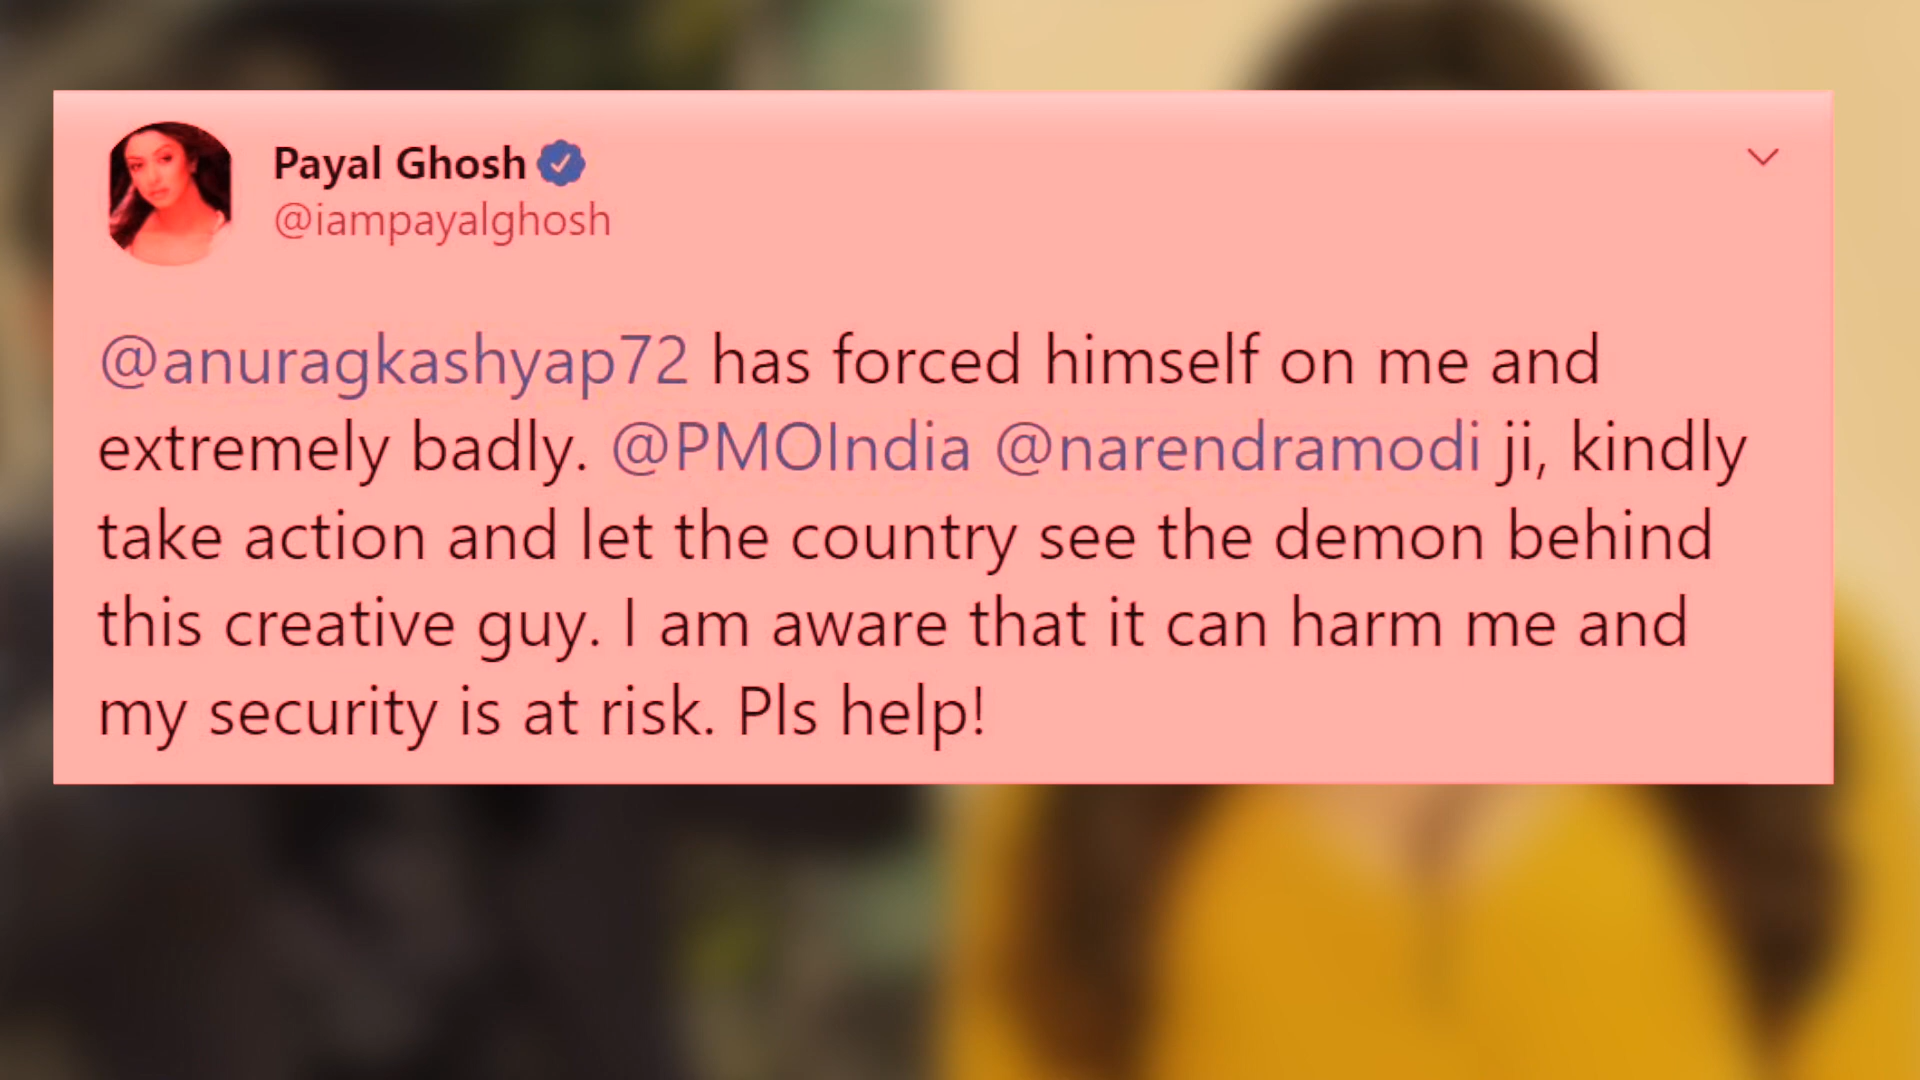 Payal Ghosh
@iampayalghosh
@anuragkashyap72 has forced himself on me and
extremely badly. @PMOIndia @narendramodi ji, kindly
take action and let the country see the demon behind
this creative guy. I am aware that it can harm me and
my security is at risk. Pls help!